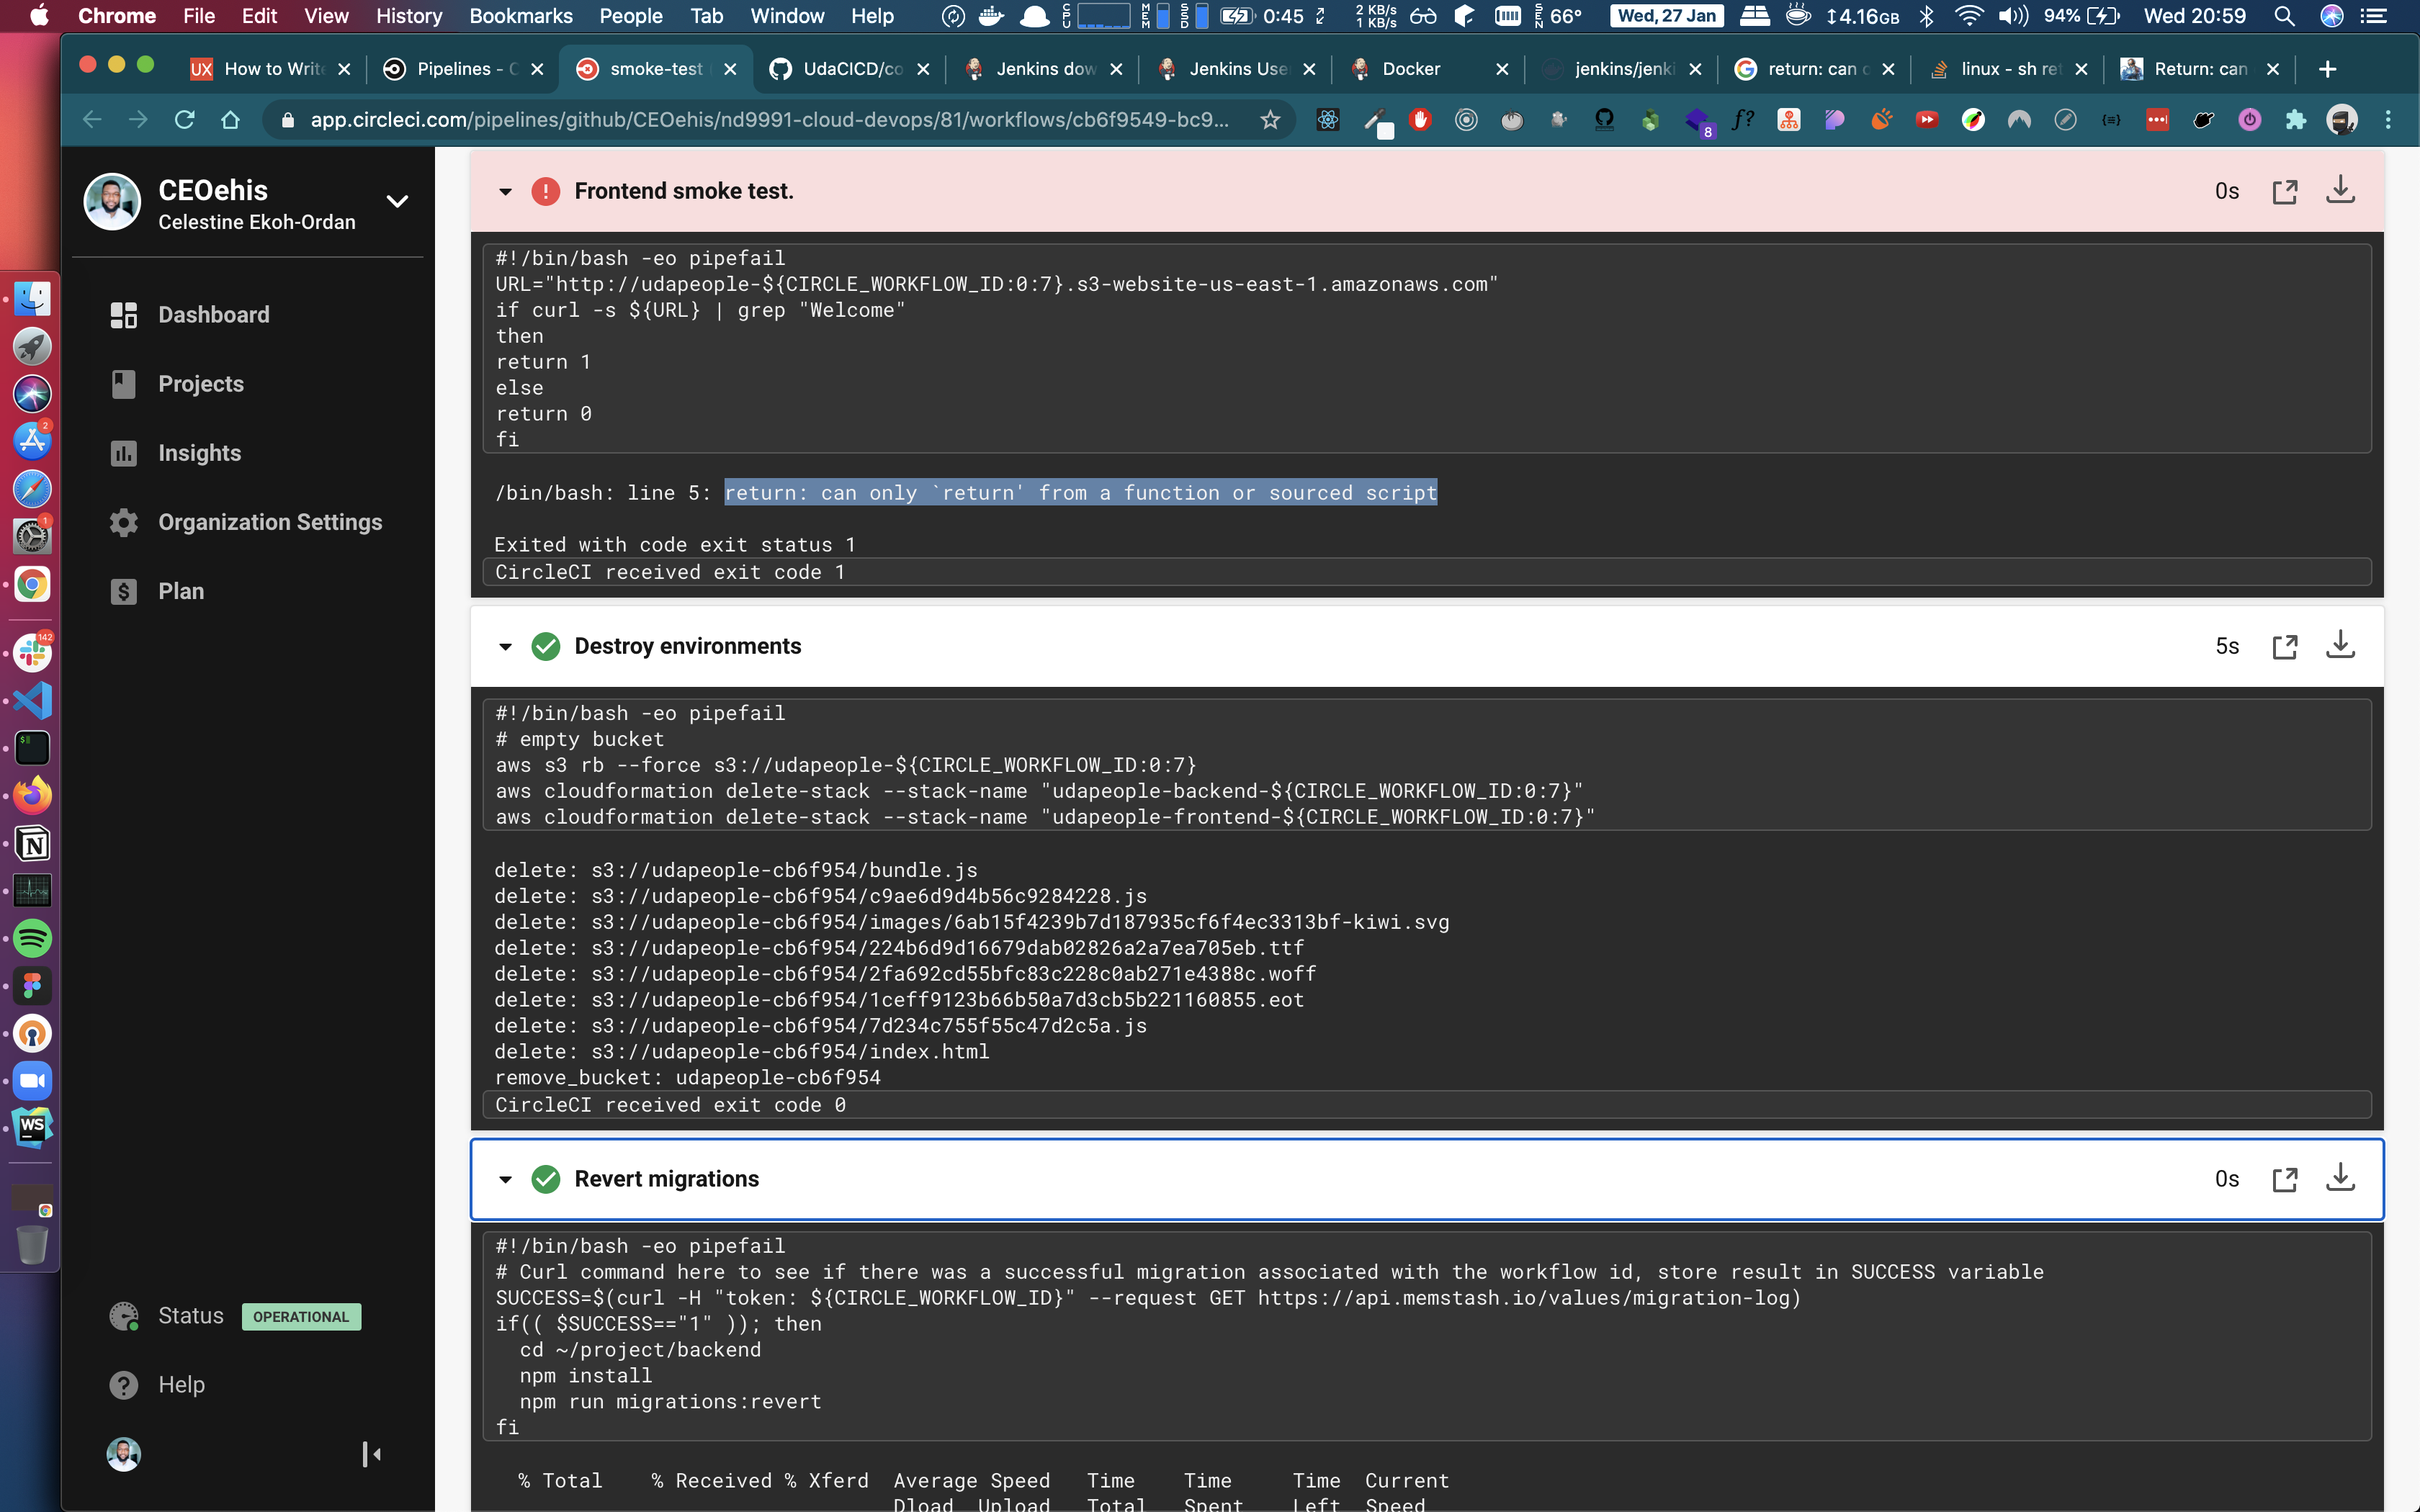 Chrome File Edit View History Bookmarks People Tab Window Help
0:45 2 KB/s 1 KB/s 66° Wed, 27 Jan 4.16GB 94% Wed 20:59
How to Write Pipelines - C smoke-test UdaCICD/co Jenkins dow Jenkins Use Docker jenkins/jenki return: can o linux - sh ret Return: can
app.circleci.com/pipelines/github/CEOehis/nd9991-cloud-devops/81/workflows/cb6f9549-bc9...
CEOehis
Celestine Ekoh-Ordan
Dashboard
Projects
Insights
Organization Settings
Plan
Status OPERATIONAL
Help
Frontend smoke test. 0s
#!/bin/bash -eo pipefail
URL="http://udapeople-${CIRCLE_WORKFLOW_ID:0:7}.s3-website-us-east-1.amazonaws.com"
if curl -s ${URL} | grep "Welcome"
then
return 1
else
return 0
fi
/bin/bash: line 5: return: can only `return' from a function or sourced script
Exited with code exit status 1
CircleCI received exit code 1
Destroy environments 5s
#!/bin/bash -eo pipefail
# empty bucket
aws s3 rb --force s3://udapeople-${CIRCLE_WORKFLOW_ID:0:7}
aws cloudformation delete-stack --stack-name "udapeople-backend-${CIRCLE_WORKFLOW_ID:0:7}"
aws cloudformation delete-stack --stack-name "udapeople-frontend-${CIRCLE_WORKFLOW_ID:0:7}"
delete: s3://udapeople-cb6f954/bundle.js
delete: s3://udapeople-cb6f954/c9ae6d9d4b56c9284228.js
delete: s3://udapeople-cb6f954/images/6ab15f4239b7d187935cf6f4ec3313bf-kiwi.svg
delete: s3://udapeople-cb6f954/224b6d9d16679dab02826a2a7ea705eb.ttf
delete: s3://udapeople-cb6f954/2fa692cd55bfc83c228c0ab271e4388c.woff
delete: s3://udapeople-cb6f954/1ceff9123b66b50a7d3cb5b221160855.eot
delete: s3://udapeople-cb6f954/7d234c755f55c47d2c5a.js
delete: s3://udapeople-cb6f954/index.html
remove_bucket: udapeople-cb6f954
CircleCI received exit code 0
Revert migrations 0s
#!/bin/bash -eo pipefail
# Curl command here to see if there was a successful migration associated with the workflow id, store result in SUCCESS variable
SUCCESS=$(curl -H "token: ${CIRCLE_WORKFLOW_ID}" --request GET https://api.memstash.io/values/migration-log)
if(( $SUCCESS=="1" )); then
cd ~/project/backend
npm install
npm run migrations:revert
fi
% Total % Received % Xferd Average Speed Time Time Time Current
Dload Upload Total Spent Left Speed